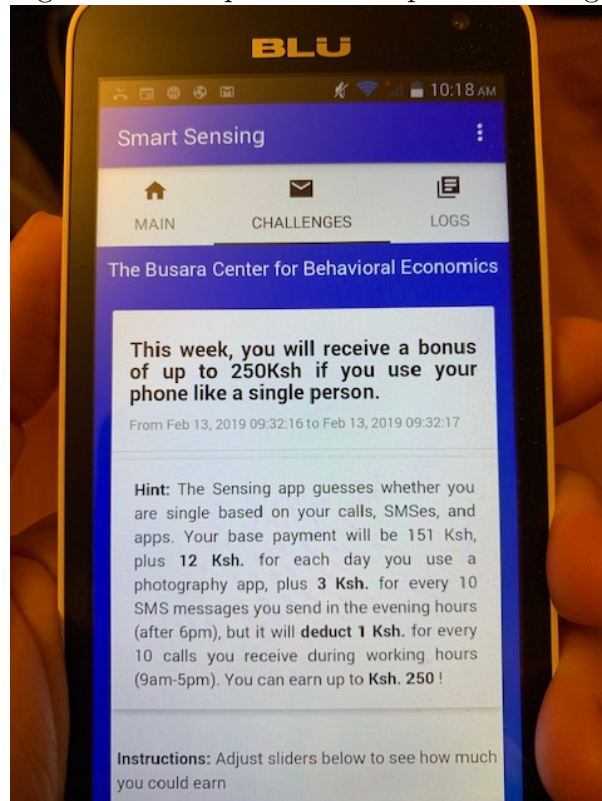 BLU
10:18 AM
Smart Sensing
MAIN
CHALLENGES
LOGS
The Busara Center for Behavioral Economics
This week, you will receive a bonus
of up to 250Ksh if you use your
phone like a single person.
From Feb 13, 2019 09:32:16 to Feb 13, 2019 09:32:17
Hint: The Sensing app guesses whether you
are single based on your calls, SMSes, and
apps. Your base payment will be 151 Ksh,
plus 12 Ksh. for each day you use a
photography app, plus 3 Ksh. for every 10
SMS messages you send in the evening hours
(after 6pm), but it will deduct 1 Ksh. for every
10 calls you receive during working hours
(9am-5pm). You can earn up to Ksh. 250 !
Instructions: Adjust sliders below to see how much
you could earn